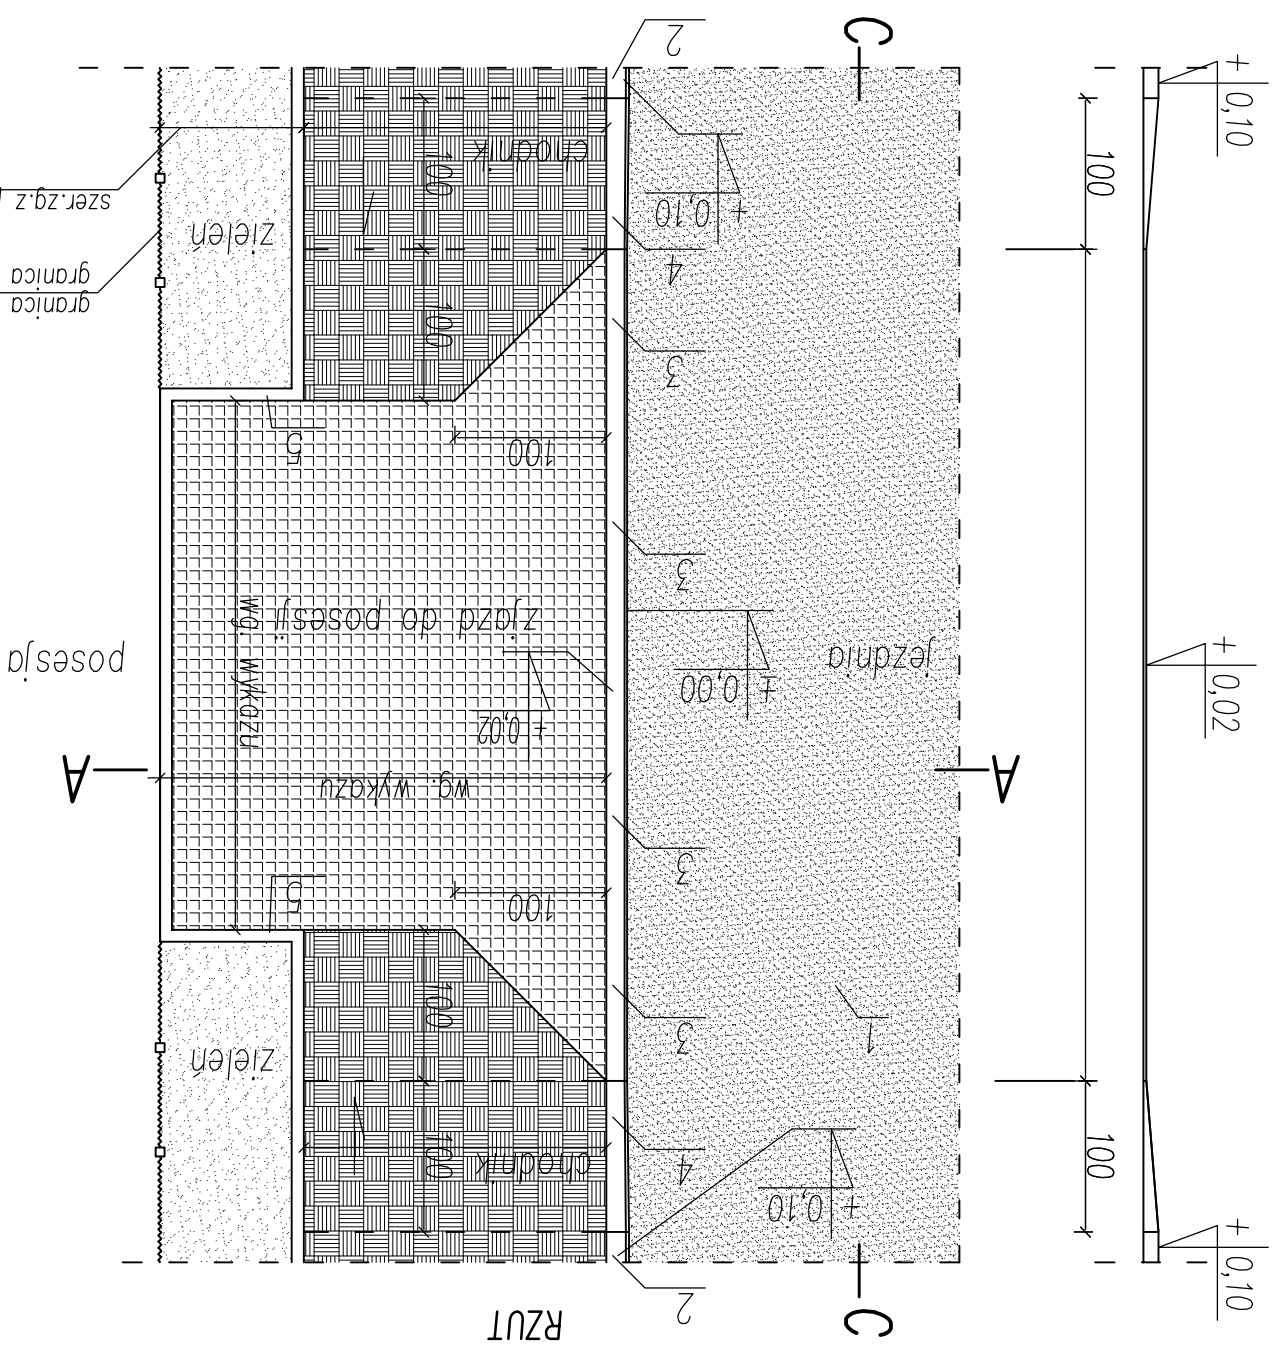 C
RZUT
2
+ 0,10
+ 0,10
chodnik
4
100
100
zieleń
1
3
100
5
100
3
A
wg. wykazu
A
+ 0,02
+ 0,00
+ 0,02
jezdnia
posesja
zjazd do posesji
wg. wykazu
3
100
5
3
100
4
granica
granica
zieleń
+ 0,10
szer.zg.z
100
100
chodnik
+ 0,10
2
C